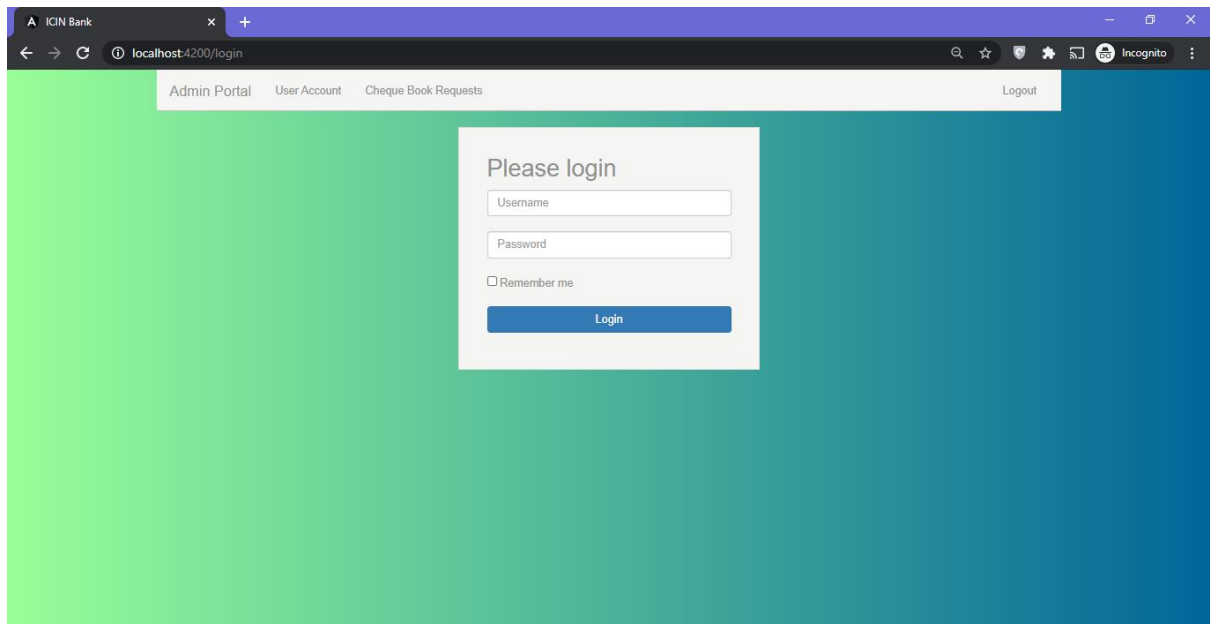 ICIN Bank
localhost:4200/login
Incognito
Admin Portal User Account Cheque Book Requests Logout
Please login
Username
Password
Remember me
Login